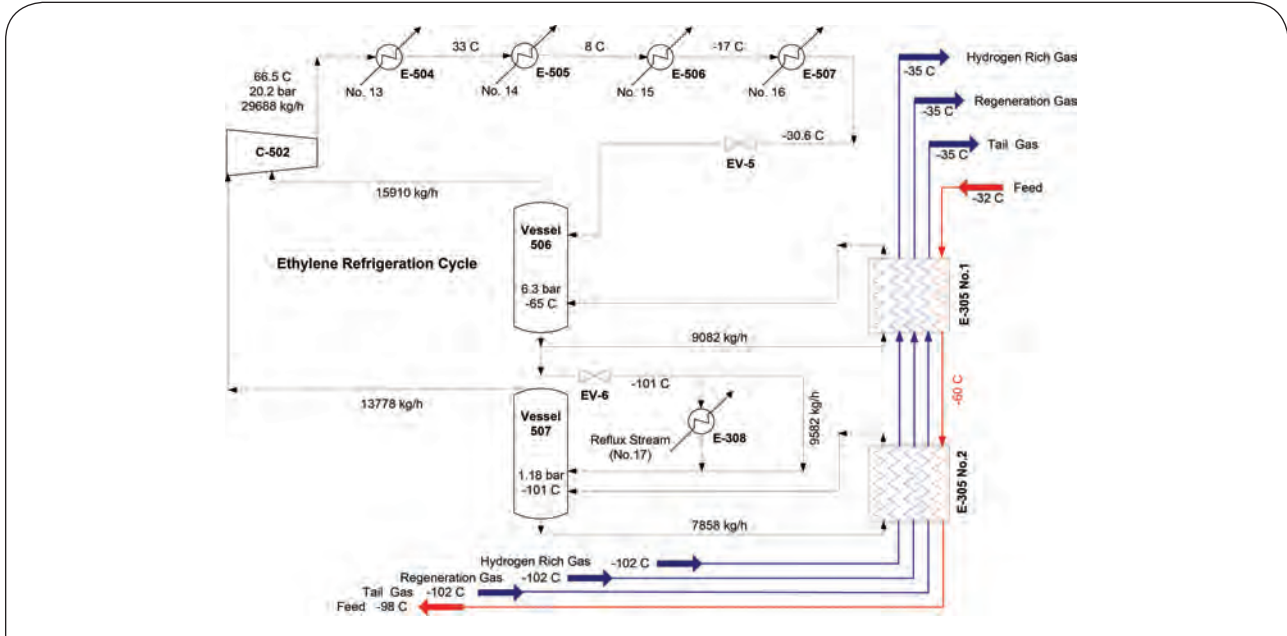 33 C
8 C
-17 C
E-504
E-505
E-506
E-507
No. 13
No. 14
No. 15
No. 16
66.5 C
20.2 bar
29688 kg/h
C-502
-30.6 C
EV-5
15910 kg/h
Hydrogen Rich Gas
-35 C
Regeneration Gas
-35 C
Tail Gas
-35 C
Feed
-32 C
Vessel
506
6.3 bar
-65 C
Ethylene Refrigeration Cycle
E-305 No.1
9082 kg/h
EV-6
-101 C
13778 kg/h
-60 C
Vessel
507
1.18 bar
-101 C
E-308
Reflux Stream
(No.17)
9582 kg/h
E-305 No.2
7858 kg/h
Hydrogen Rich Gas
-102 C
Regeneration Gas
-102 C
Tail Gas
-102 C
Feed
-98 C